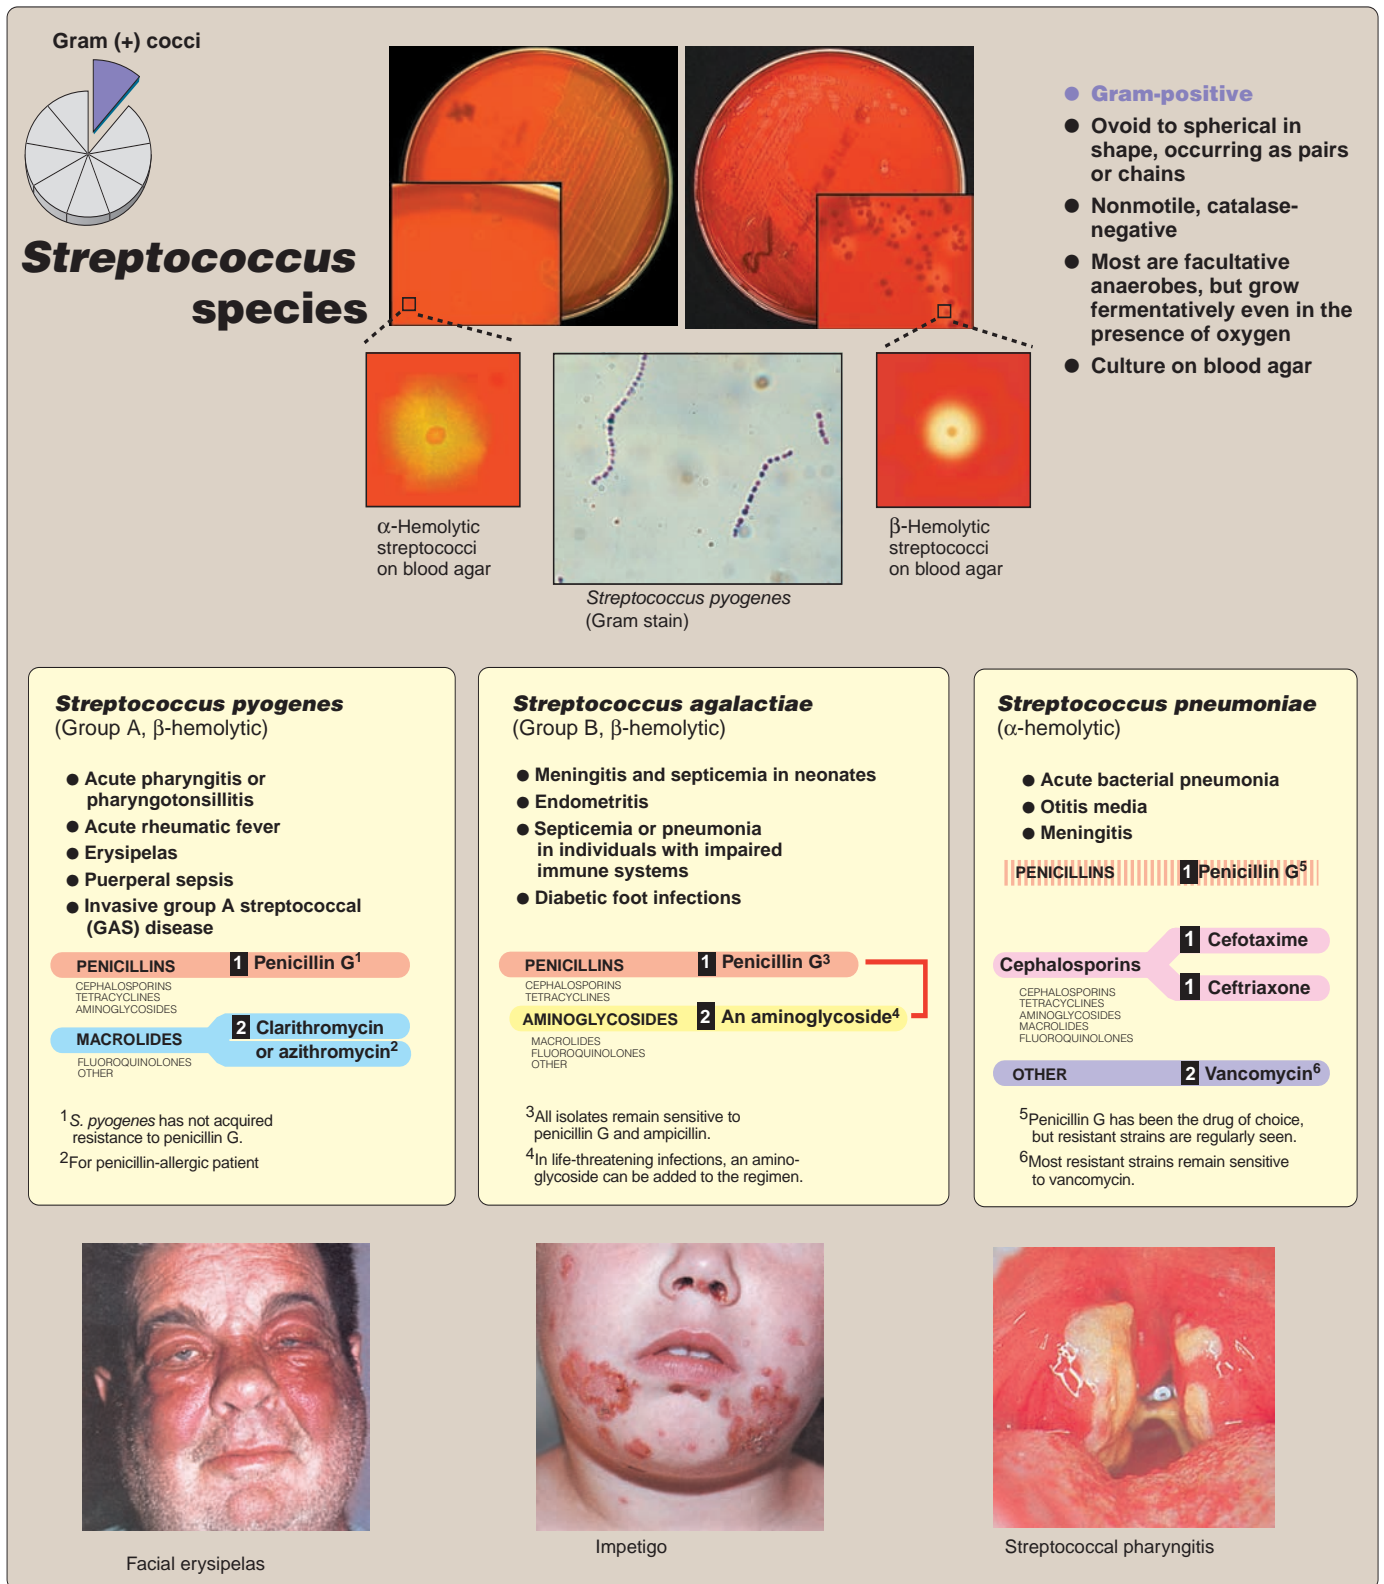 Gram (+) cocci
Streptococcus
species
● Gram-positive
● Ovoid to spherical in
shape, occurring as pairs
or chains
● Nonmotile, catalase-
negative
● Most are facultative
anaerobes, but grow
fermentatively even in the
presence of oxygen
● Culture on blood agar
α-Hemolytic
streptococci
on blood agar
Streptococcus pyogenes
(Gram stain)
β-Hemolytic
streptococci
on blood agar
Streptococcus pyogenes
(Group A, β-hemolytic)
● Acute pharyngitis or
pharyngotonsillitis
● Acute rheumatic fever
● Erysipelas
● Puerperal sepsis
● Invasive group A streptococcal
(GAS) disease
PENICILLINS 1 Penicillin G¹
CEPHALOSPORINS
TETRACYCLINES
AMINOGLYCOSIDES
MACROLIDES 2 Clarithromycin
or azithromycin²
FLUOROQUINOLONES
OTHER
¹S. pyogenes has not acquired
resistance to penicillin G.
²For penicillin-allergic patient
Streptococcus agalactiae
(Group B, β-hemolytic)
● Meningitis and septicemia in neonates
● Endometritis
● Septicemia or pneumonia
in individuals with impaired
immune systems
● Diabetic foot infections
PENICILLINS 1 Penicillin G³
CEPHALOSPORINS
TETRACYCLINES
AMINOGLYCOSIDES 2 An aminoglycoside⁴
MACROLIDES
FLUOROQUINOLONES
OTHER
³All isolates remain sensitive to
penicillin G and ampicillin.
⁴In life-threatening infections, an amino-
glycoside can be added to the regimen.
Streptococcus pneumoniae
(α-hemolytic)
● Acute bacterial pneumonia
● Otitis media
● Meningitis
PENICILLINS 1 Penicillin G⁵
1 Cefotaxime
Cephalosporins
1 Ceftriaxone
CEPHALOSPORINS
TETRACYCLINES
AMINOGLYCOSIDES
MACROLIDES
FLUOROQUINOLONES
OTHER 2 Vancomycin⁶
⁵Penicillin G has been the drug of choice,
but resistant strains are regularly seen.
⁶Most resistant strains remain sensitive
to vancomycin.
Facial erysipelas
Impetigo
Streptococcal pharyngitis